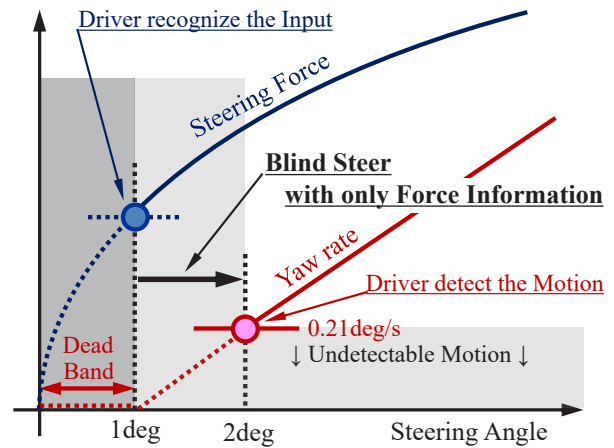 Driver recognize the Input
Steering Force
Blind Steer
with only Force Information
Yaw rate
Driver detect the Motion
0.21deg/s
↓ Undetectable Motion ↓
Dead
Band
1deg
2deg
Steering Angle